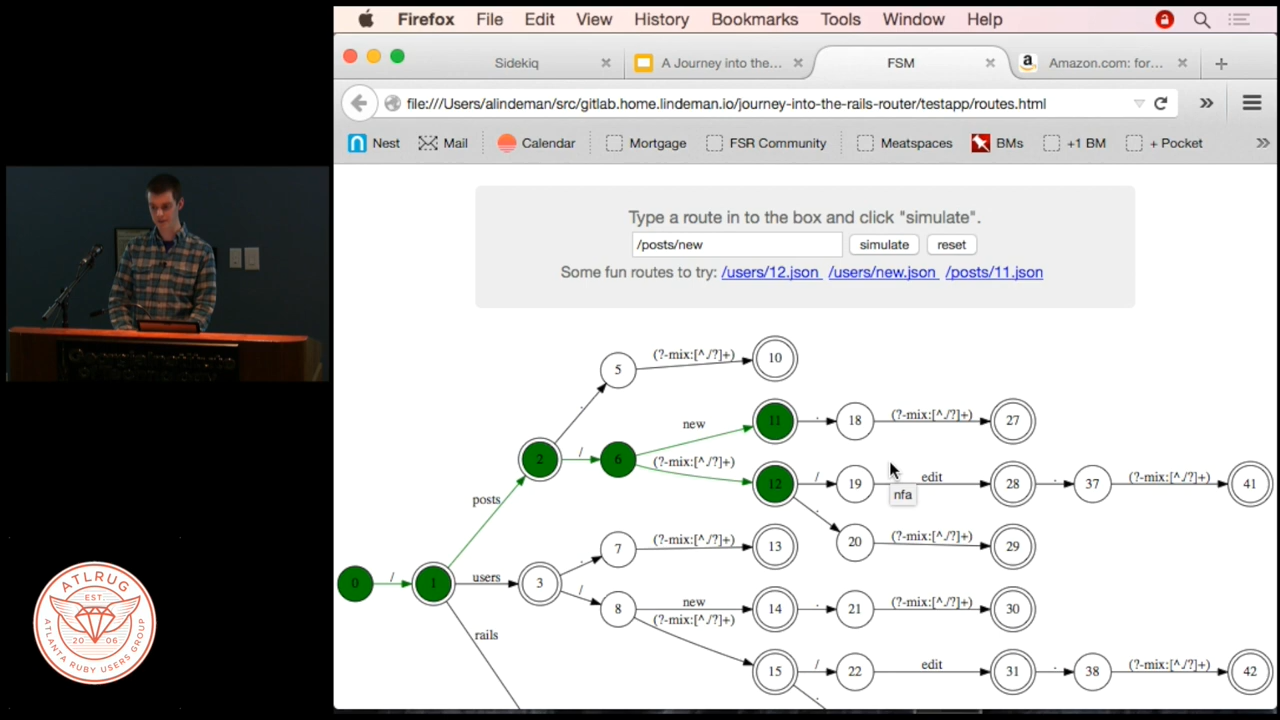 Firefox File Edit View History Bookmarks Tools Window Help
Sidekiq
A Journey into the...
FSM
Amazon.com: for...
file:///Users/alindeman/src/gitlab.home.lindeman.io/journey-into-the-rails-router/testapp/routes.html
Nest Mail Calendar Mortgage FSR Community Meatspaces BMs +1 BM + Pocket
Type a route in to the box and click "simulate".
/posts/new simulate reset
Some fun routes to try: /users/12.json /users/new.json /posts/11.json
5 (?-mix:[^./?]+) 10
.
new 11 . 18 (?-mix:[^./?]+) 27
2 / 6
(?-mix:[^./?]+) 12 / 19 edit 28 . 37 (?-mix:[^./?]+) 41
nfa
posts
. 20 (?-mix:[^./?]+) 29
7 (?-mix:[^./?]+) 13
.
0 / 1 users 3
/
8 new 14 . 21 (?-mix:[^./?]+) 30
(?-mix:[^./?]+)
rails
15 / 22 edit 31 . 38 (?-mix:[^./?]+) 42
.
ATLRUG
EST.
20 06
ATLANTA RUBY USERS GROUP